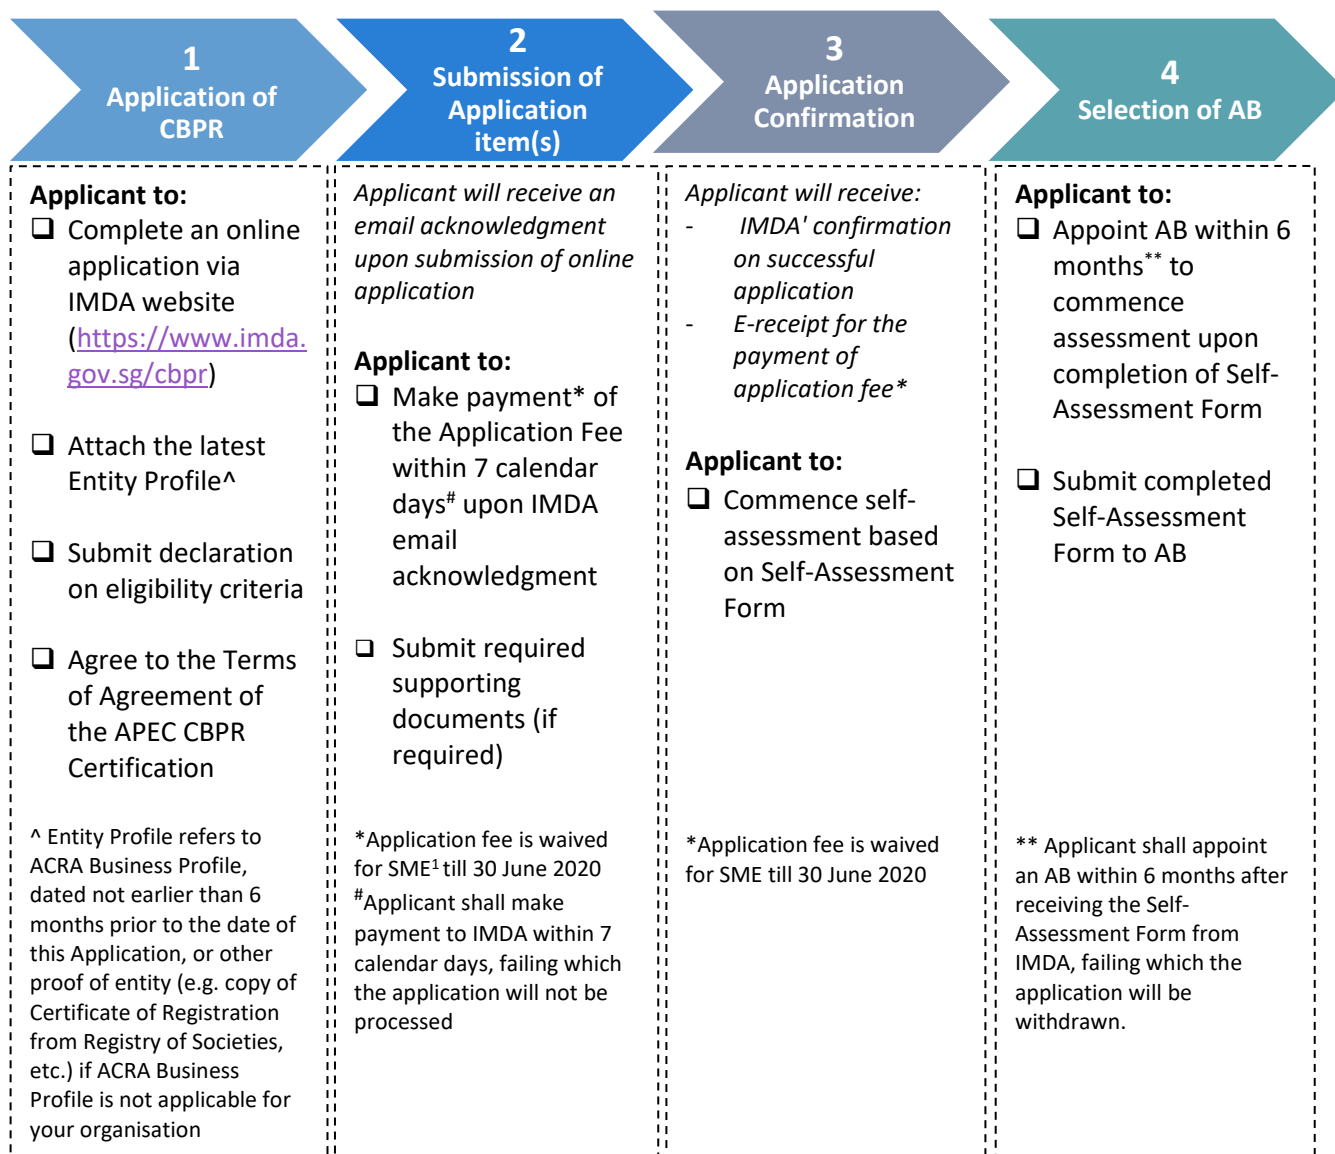 1
Application of
CBPR
2
Submission of
Application
item(s)
3
Application
Confirmation
4
Selection of AB
Applicant to:
❑ Complete an online
application via
IMDA website
(https://www.imda.
gov.sg/cbpr)
❑ Attach the latest
Entity Profile^
❑ Submit declaration
on eligibility criteria
❑ Agree to the Terms
of Agreement of
the APEC CBPR
Certification
^ Entity Profile refers to
ACRA Business Profile,
dated not earlier than 6
months prior to the date of
this Application, or other
proof of entity (e.g. copy of
Certificate of Registration
from Registry of Societies,
etc.) if ACRA Business
Profile is not applicable for
your organisation
Applicant will receive an
email acknowledgment
upon submission of online
application
Applicant to:
❑ Make payment* of
the Application Fee
within 7 calendar
days# upon IMDA
email
acknowledgment
❑ Submit required
supporting
documents (if
required)
*Application fee is waived
for SME1 till 30 June 2020
#Applicant shall make
payment to IMDA within 7
calendar days, failing which
the application will not be
processed
Applicant will receive:
- IMDA' confirmation
on successful
application
- E-receipt for the
payment of
application fee*
Applicant to:
❑ Commence self-
assessment based
on Self-Assessment
Form
*Application fee is waived
for SME till 30 June 2020
Applicant to:
❑ Appoint AB within 6
months** to
commence
assessment upon
completion of Self-
Assessment Form
❑ Submit completed
Self-Assessment
Form to AB
** Applicant shall appoint
an AB within 6 months after
receiving the Self-
Assessment Form from
IMDA, failing which the
application will be
withdrawn.